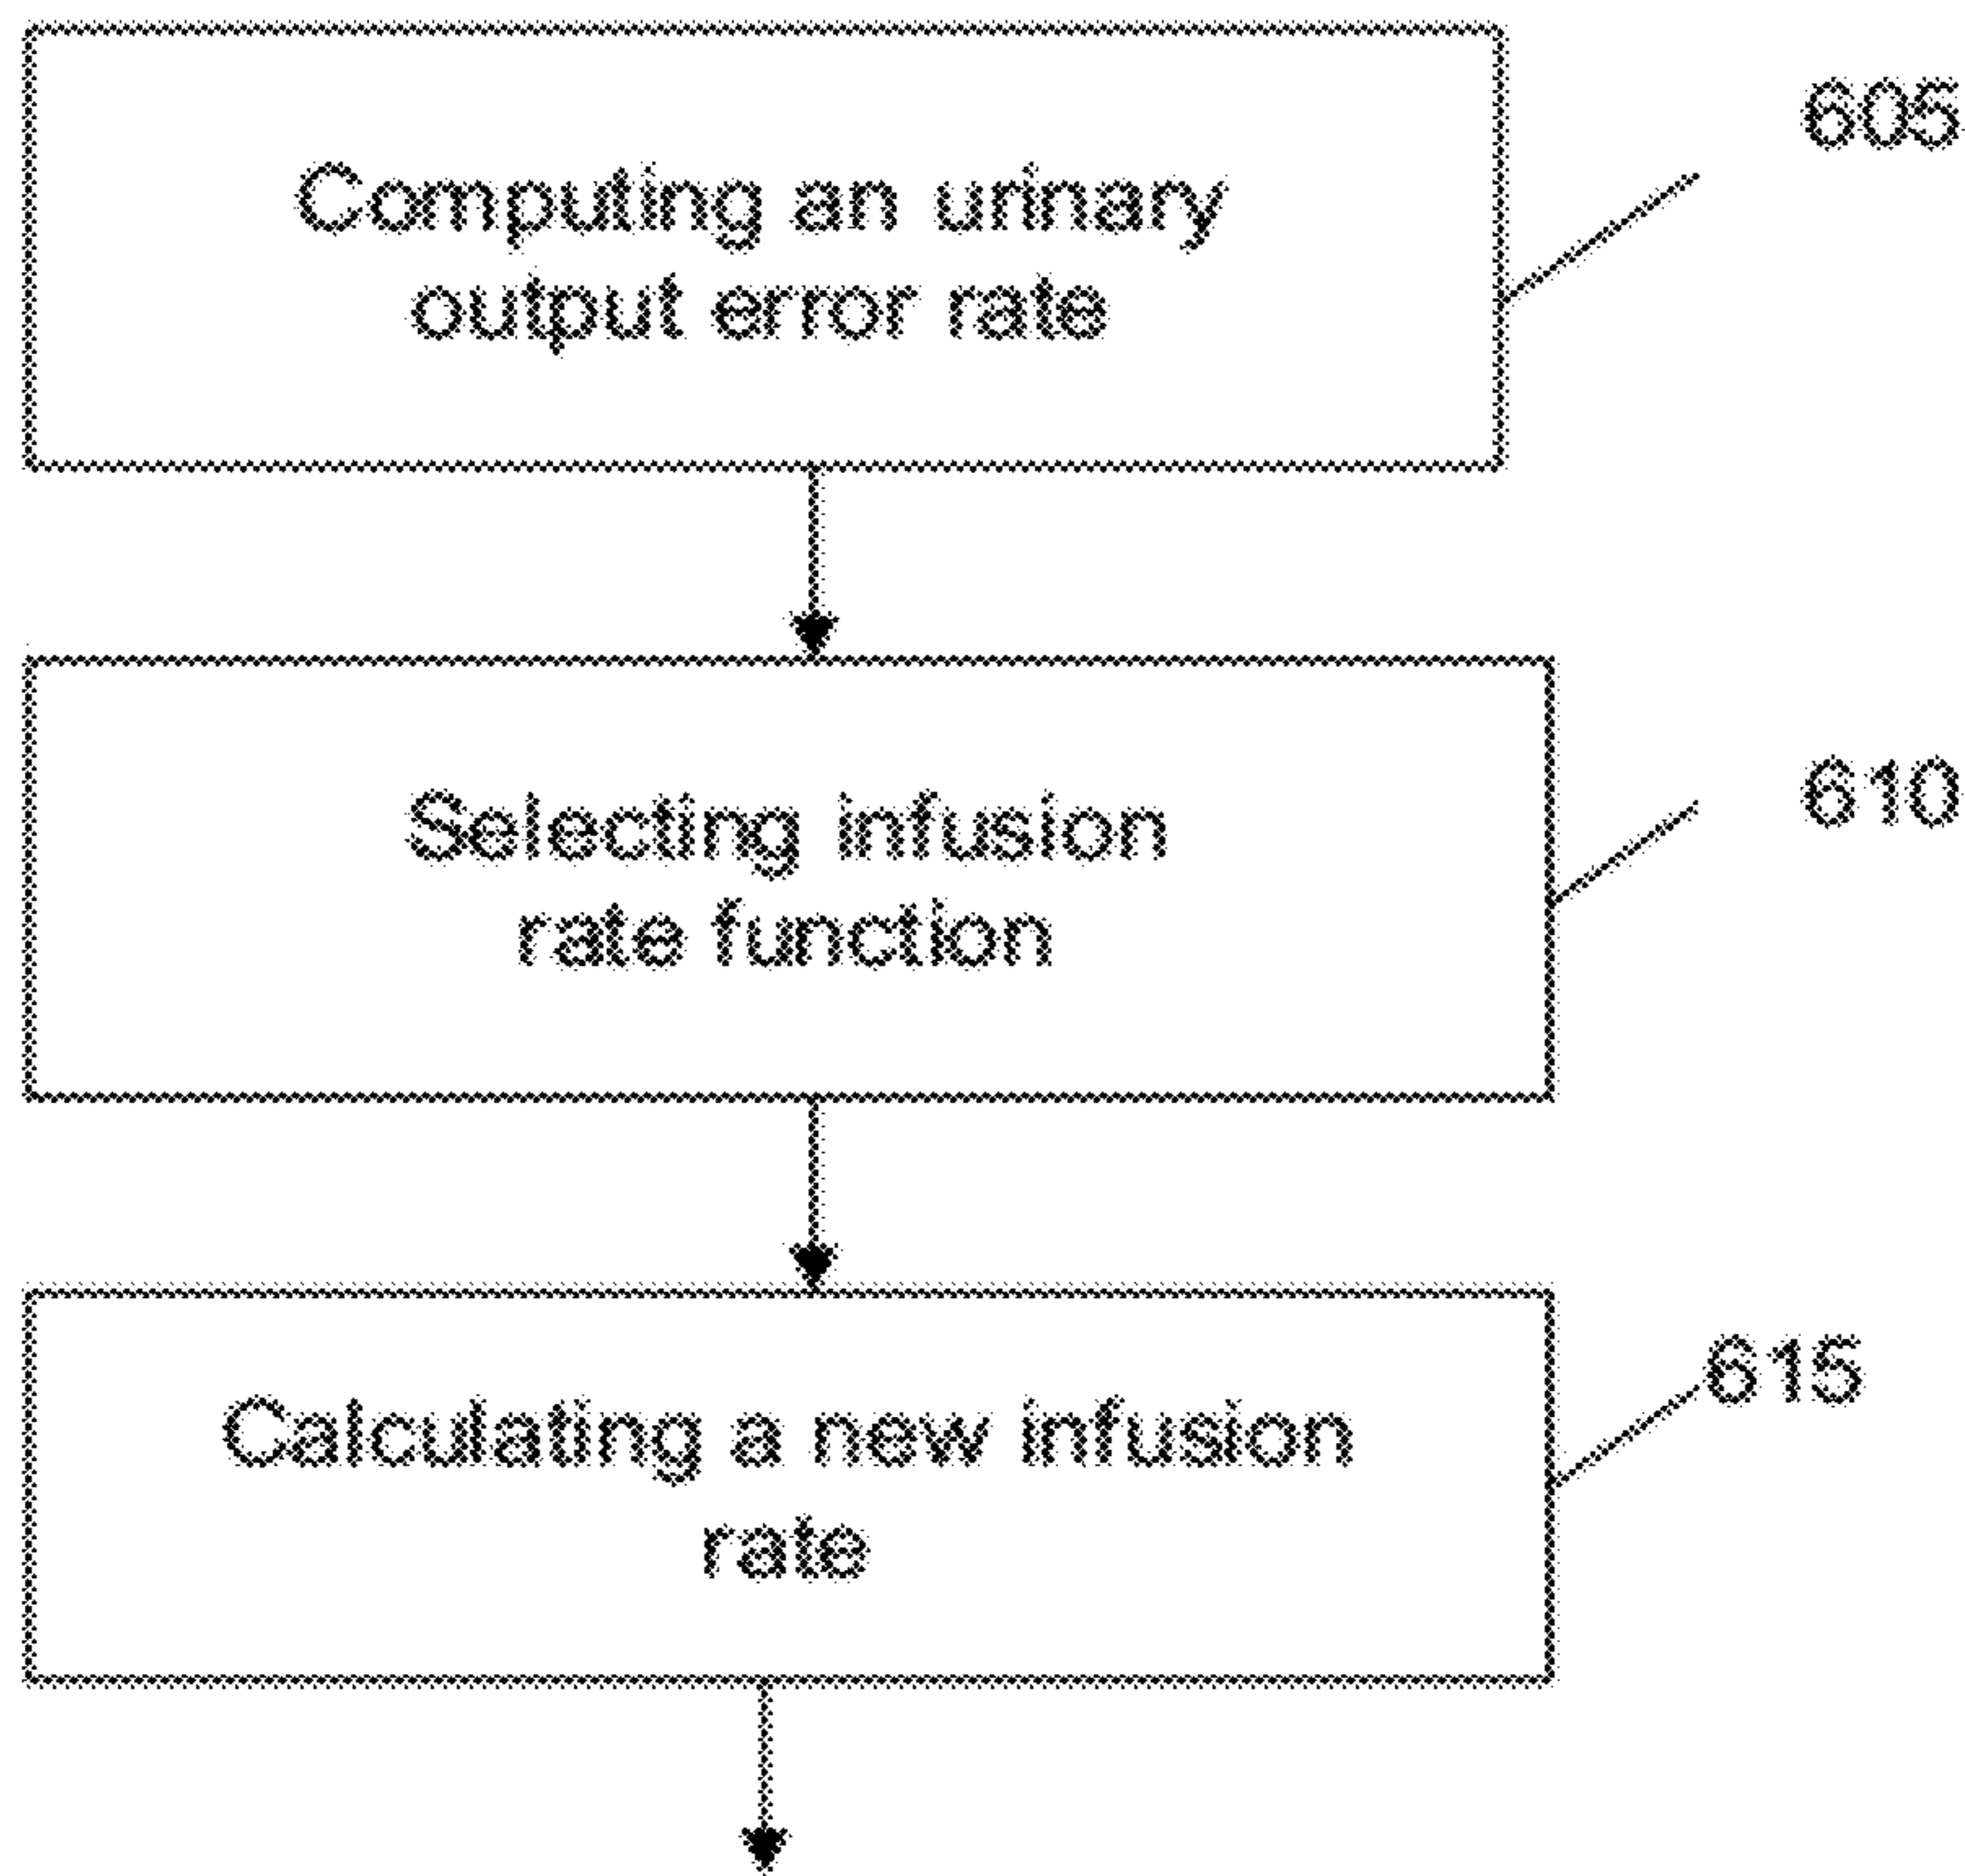 605
Computing an urinary
output error rate
610
Selecting infusion
rate function
615
Calculating a new infusion
rate